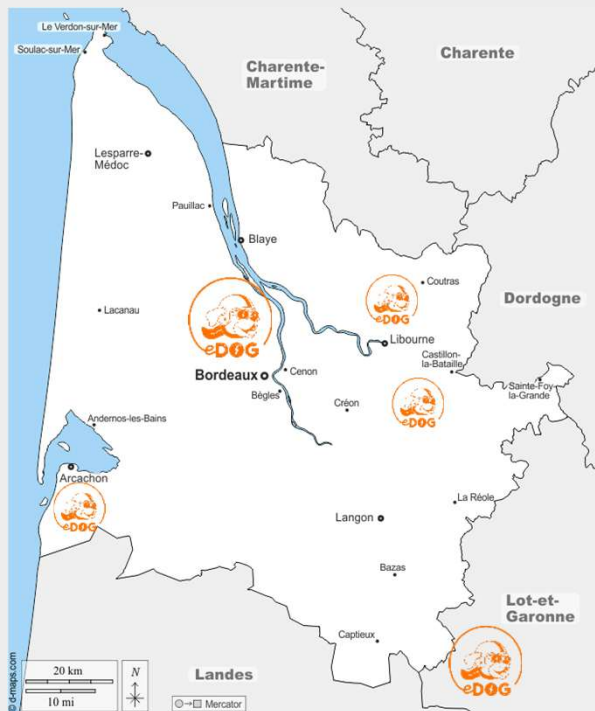 Le Verdon-sur-Mer
Soulac-sur-Mer
Charente-
Martime
Charente
Lesparre-
Médoc
Pauillac
Blaye
Coutras
Dordogne
Lacanau
eDOG
eDOG
Libourne
Castillon-
la-Bataille
Bordeaux
Cenon
Sainte-Foy
la-Grande
Bègles
Créon
eDOG
Andernos-les-Bains
Arcachon
eDOG
La Réole
Langon
Bazas
Lot-et-
Garonne
Captieux
eDOG
Landes
20 km
10 mi
N
Mercator
© d-maps.com